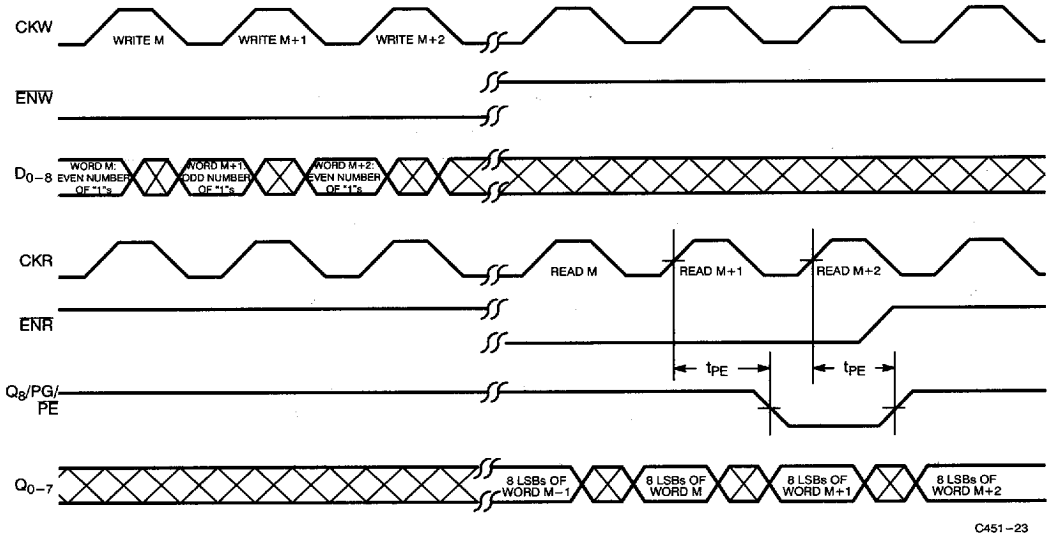 CKW
WRITE M WRITE M+1 WRITE M+2
ENW
D0–8
WORD M: EVEN NUMBER OF "1"s
WORD M+1: ODD NUMBER OF "1"s
WORD M+2: EVEN NUMBER OF "1"s
CKR
READ M READ M+1 READ M+2
ENR
tPE tPE
Q8/PG/
PE
Q0–7
8 LSBs OF WORD M–1
8 LSBs OF WORD M
8 LSBs OF WORD M+1
8 LSBs OF WORD M+2
C451–23